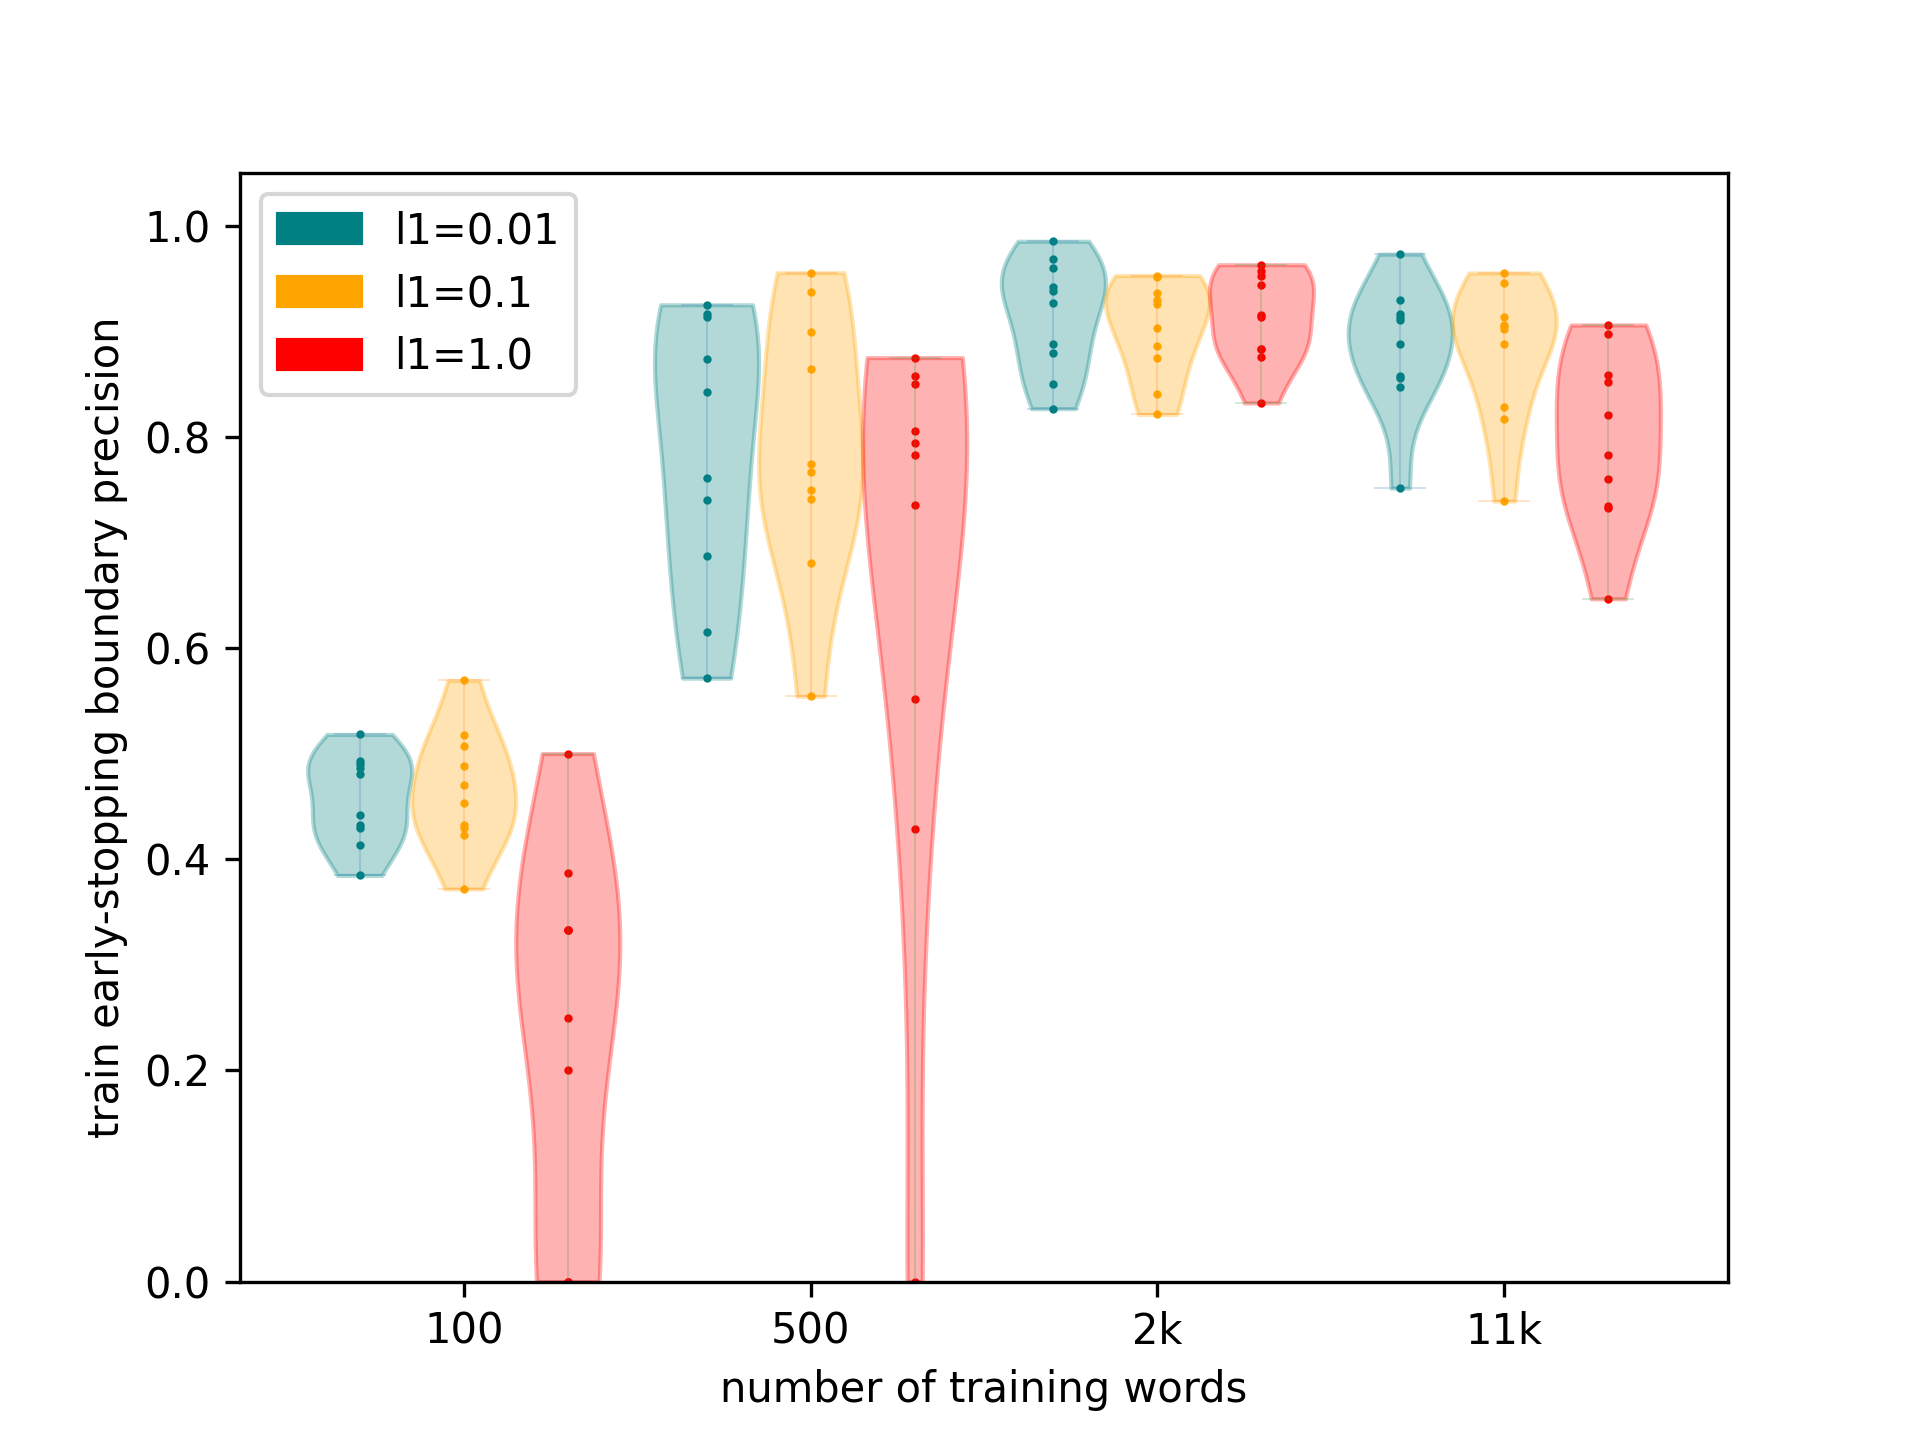 l1=0.01
l1=0.1
l1=1.0
1.0
0.8
0.6
0.4
0.2
0.0
train early-stopping boundary precision
100 500 2k 11k
number of training words